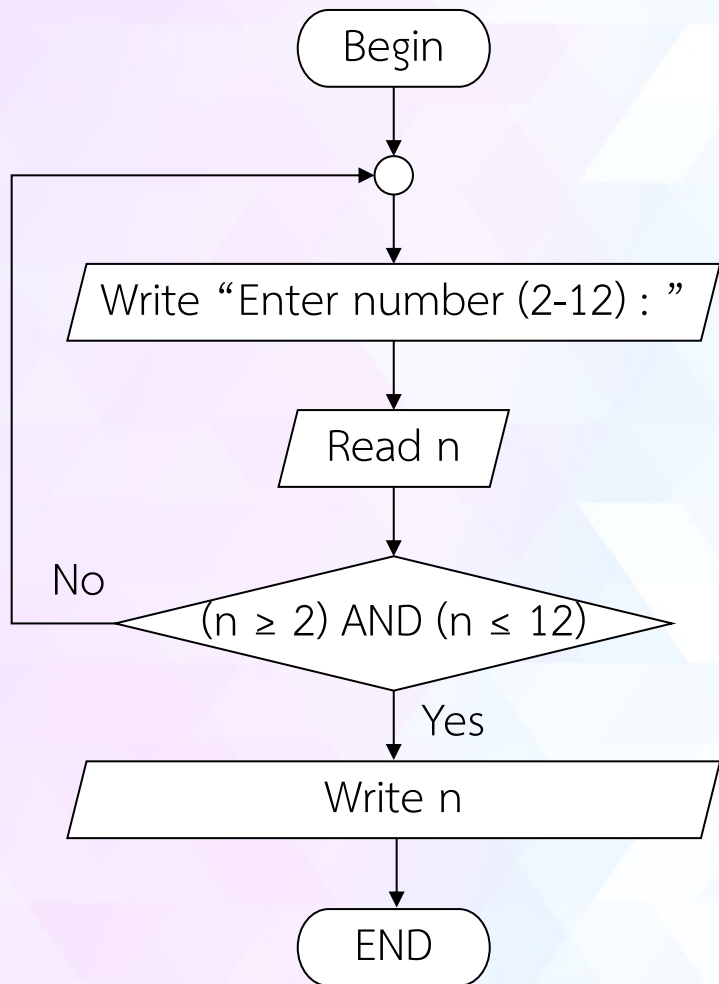 Begin
Write “Enter number (2-12) : ”
Read n
No
(n ≥ 2) AND (n ≤ 12)
Yes
Write n
END